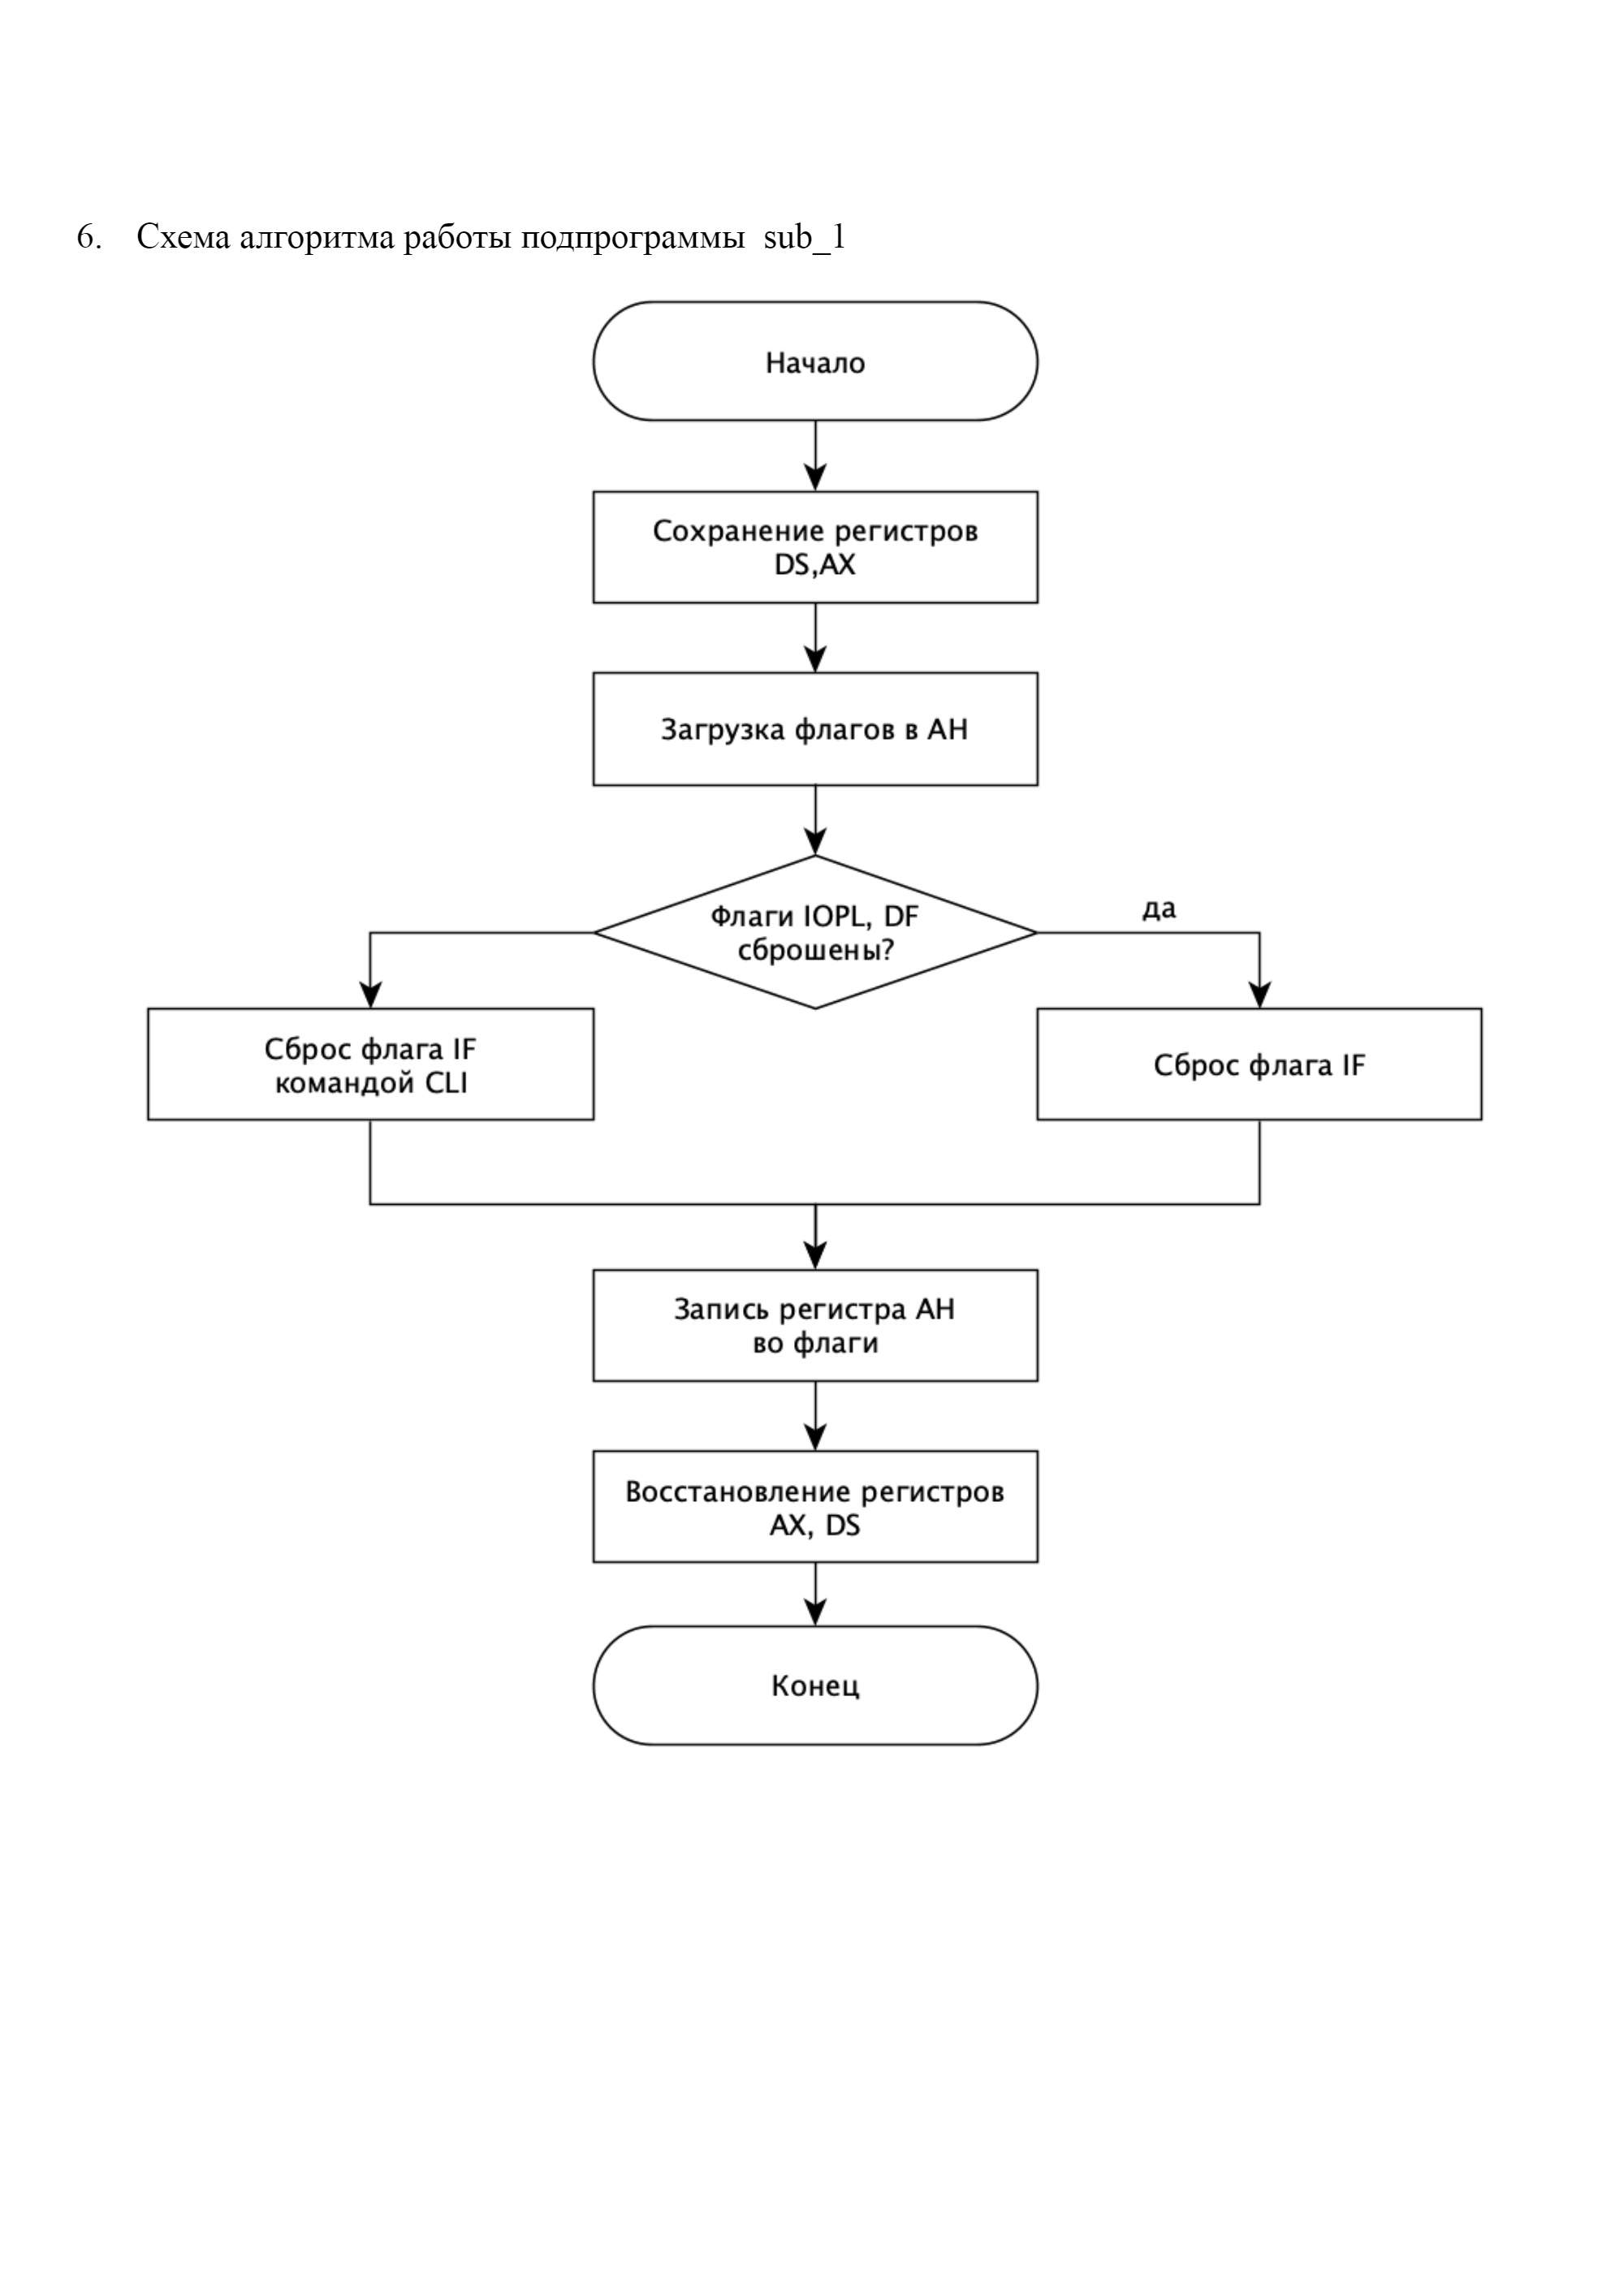 6. Схема алгоритма работы подпрограммы sub_1
Начало
Сохранение регистров
DS,AX
Загрузка флагов в AH
Флаги IOPL, DF
сброшены?
да
Сброс флага IF
командой CLI
Сброс флага IF
Запись регистра AH
во флаги
Восстановление регистров
AX, DS
Конец